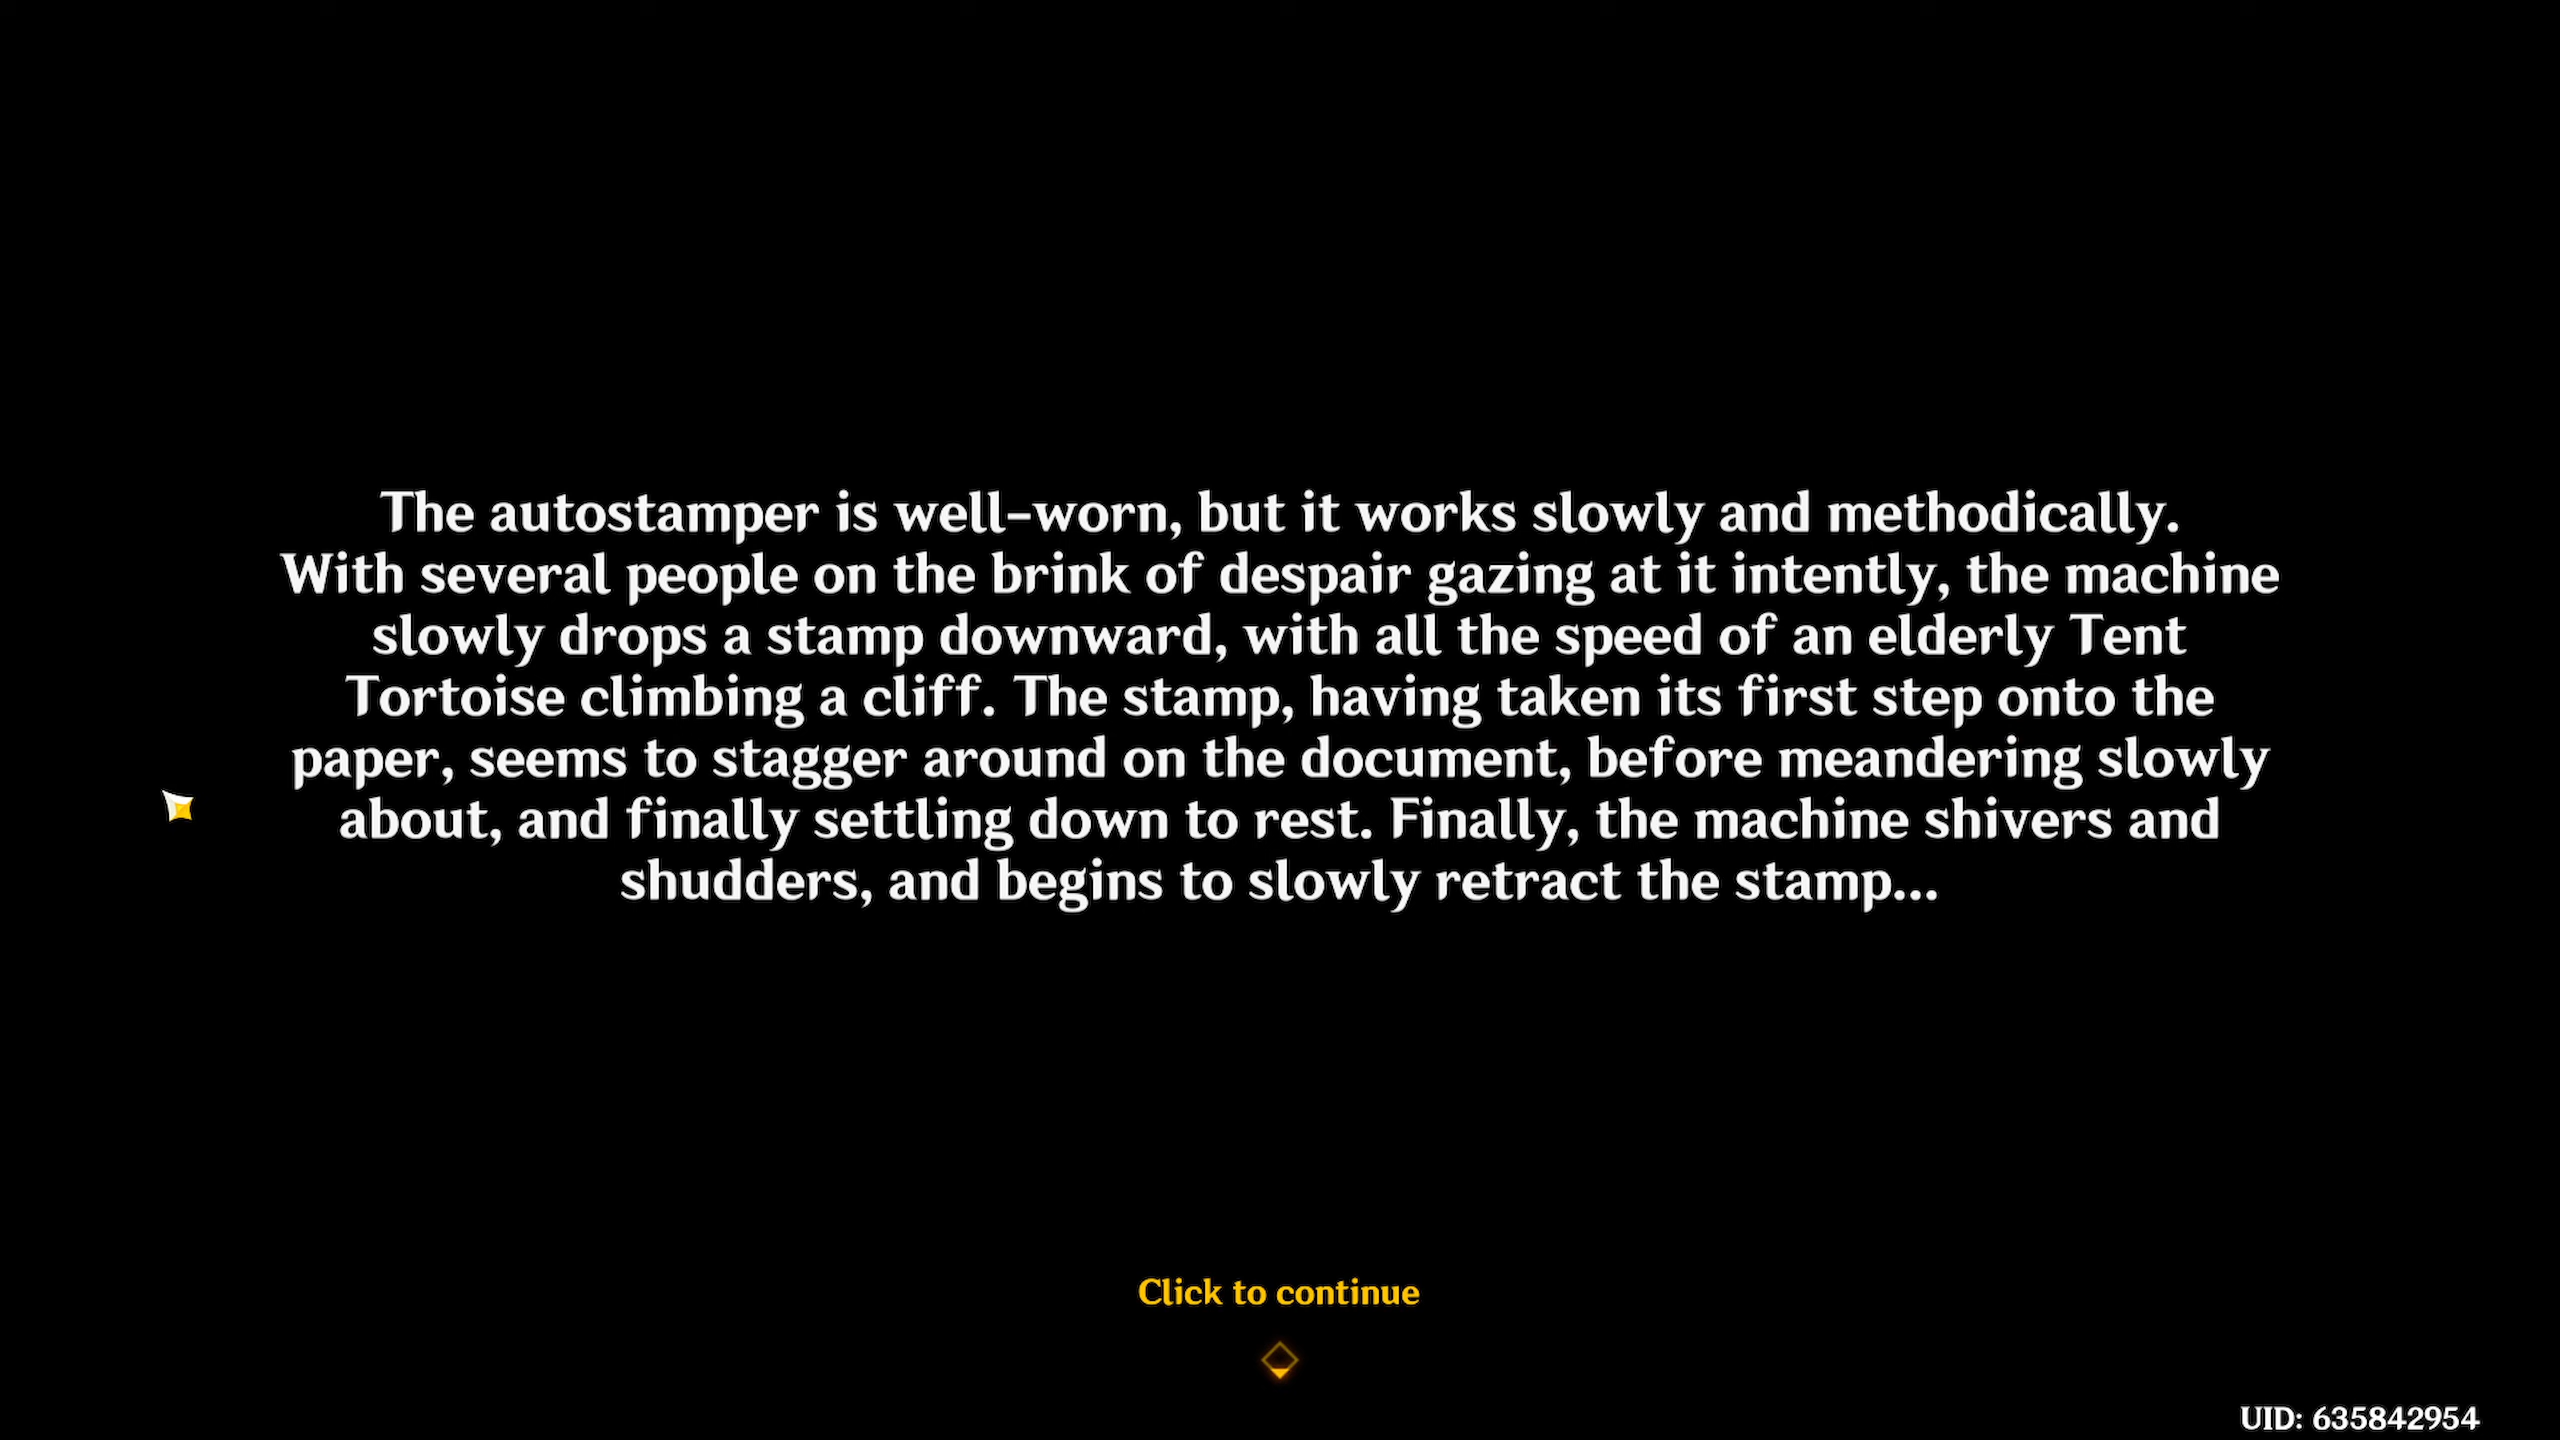 The autostamper is well-worn, but it works slowly and methodically.
With several people on the brink of despair gazing at it intently, the machine
slowly drops a stamp downward, with all the speed of an elderly Tent
Tortoise climbing a cliff. The stamp, having taken its first step onto the
paper, seems to stagger around on the document, before meandering slowly
about, and finally settling down to rest. Finally, the machine shivers and
shudders, and begins to slowly retract the stamp...
Click to continue
UID: 635842954